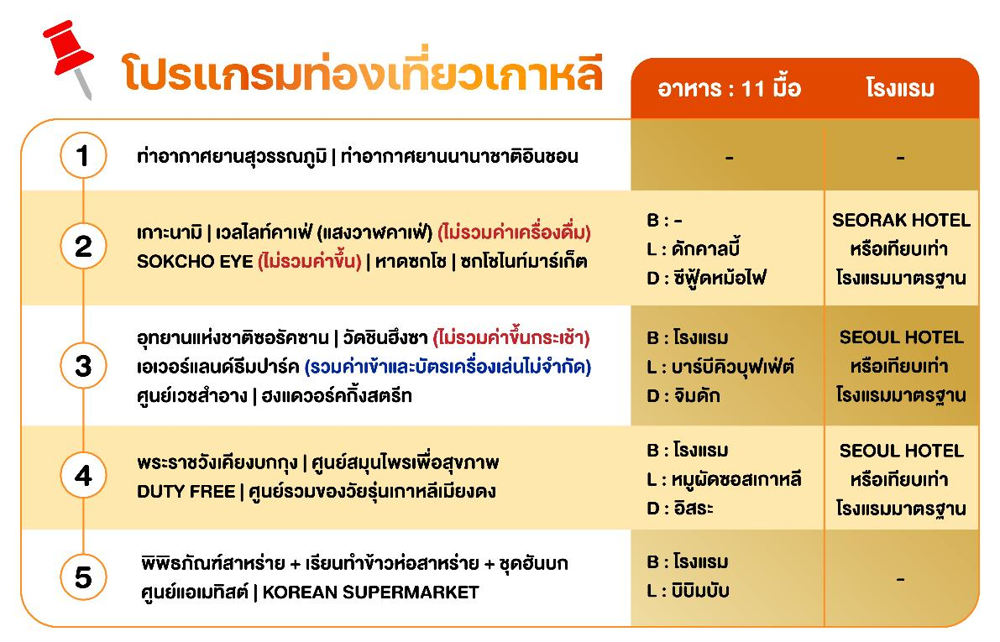 โปรแกรมท่องเที่ยวเกาหลี
อาหาร : 11 มื้อ
โรงแรม
1
ท่าอากาศยานสุวรรณภูมิ | ท่าอากาศยานนานาชาติอินชอน
-
-
2
เกาะนามิ | เวลไลท์คาเฟ่ (แสงวาฬคาเฟ่) (ไม่รวมค่าเครื่องดื่ม)
SOKCHO EYE (ไม่รวมค่าขึ้น) | หาดซกโช | ซกโชไนท์มาร์เก็ต
B : -
L : ดักคาลบี้
D : ซีฟู้ดหม้อไฟ
SEORAK HOTEL
หรือเทียบเท่า
โรงแรมมาตรฐาน
3
อุทยานแห่งชาติซอรัคซาน | วัดชินฮึงซา (ไม่รวมค่าขึ้นกระเช้า)
เอเวอร์แลนด์ธีมปาร์ค (รวมค่าเข้าและบัตรเครื่องเล่นไม่จำกัด)
ศูนย์เวชสำอาง | ฮงแดวอร์คกิ้งสตรีท
B : โรงแรม
L : บาร์บีคิวบุฟเฟ่ต์
D : จิมดัก
SEOUL HOTEL
หรือเทียบเท่า
โรงแรมมาตรฐาน
4
พระราชวังเคียงบกกุง | ศูนย์สมุนไพรเพื่อสุขภาพ
DUTY FREE | ศูนย์รวมของวัยรุ่นเกาหลีเมียงดง
B : โรงแรม
L : หมูผัดซอสเกาหลี
D : อิสระ
SEOUL HOTEL
หรือเทียบเท่า
โรงแรมมาตรฐาน
5
พิพิธภัณฑ์สาหร่าย + เรียนทำข้าวห่อสาหร่าย + ชุดฮันบก
ศูนย์แอเมทิสต์ | KOREAN SUPERMARKET
B : โรงแรม
L : บิบิมบับ
-